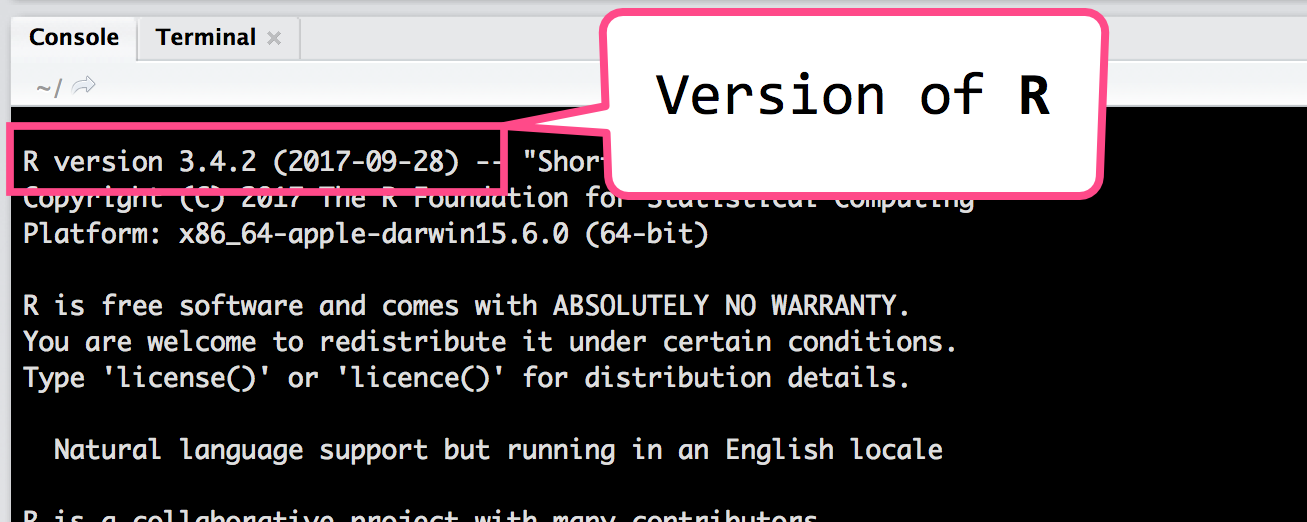 Console Terminal ×
~/
Version of R
R version 3.4.2 (2017-09-28) -- "Shor
Copyright (C) 2017 The R Foundation for Statistical Computing
Platform: x86_64-apple-darwin15.6.0 (64-bit)
R is free software and comes with ABSOLUTELY NO WARRANTY.
You are welcome to redistribute it under certain conditions.
Type 'license()' or 'licence()' for distribution details.
Natural language support but running in an English locale
R is a collaborative project with many contributors.